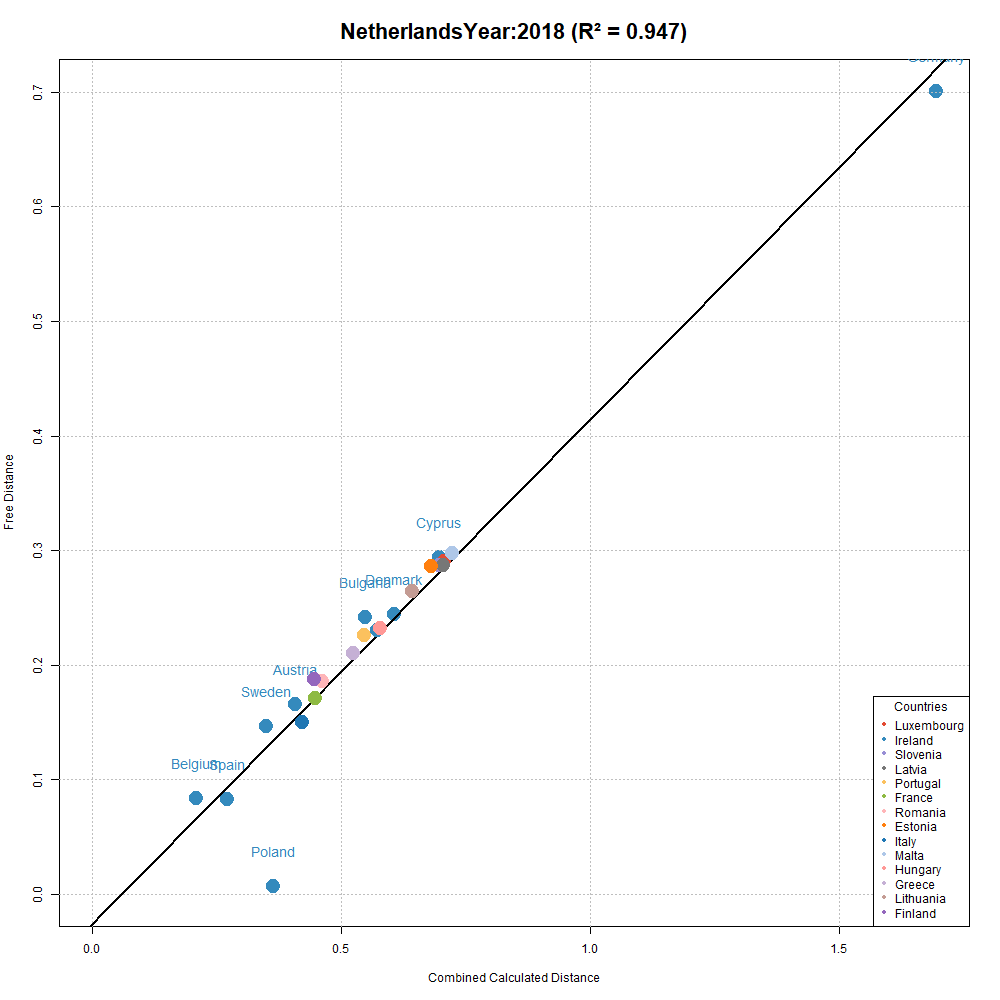 NetherlandsYear:2018 (R² = 0.947)
Germany
0.7
0.6
0.5
0.4
Free Distance
Cyprus
0.3
Bulgaria
Denmark
0.2
Austria
Sweden
Belgium
Spain
0.1
Poland
0.0
Countries
Luxembourg
Ireland
Slovenia
Latvia
Portugal
France
Romania
Estonia
Italy
Malta
Hungary
Greece
Lithuania
Finland
0.0 0.5 1.0 1.5
Combined Calculated Distance